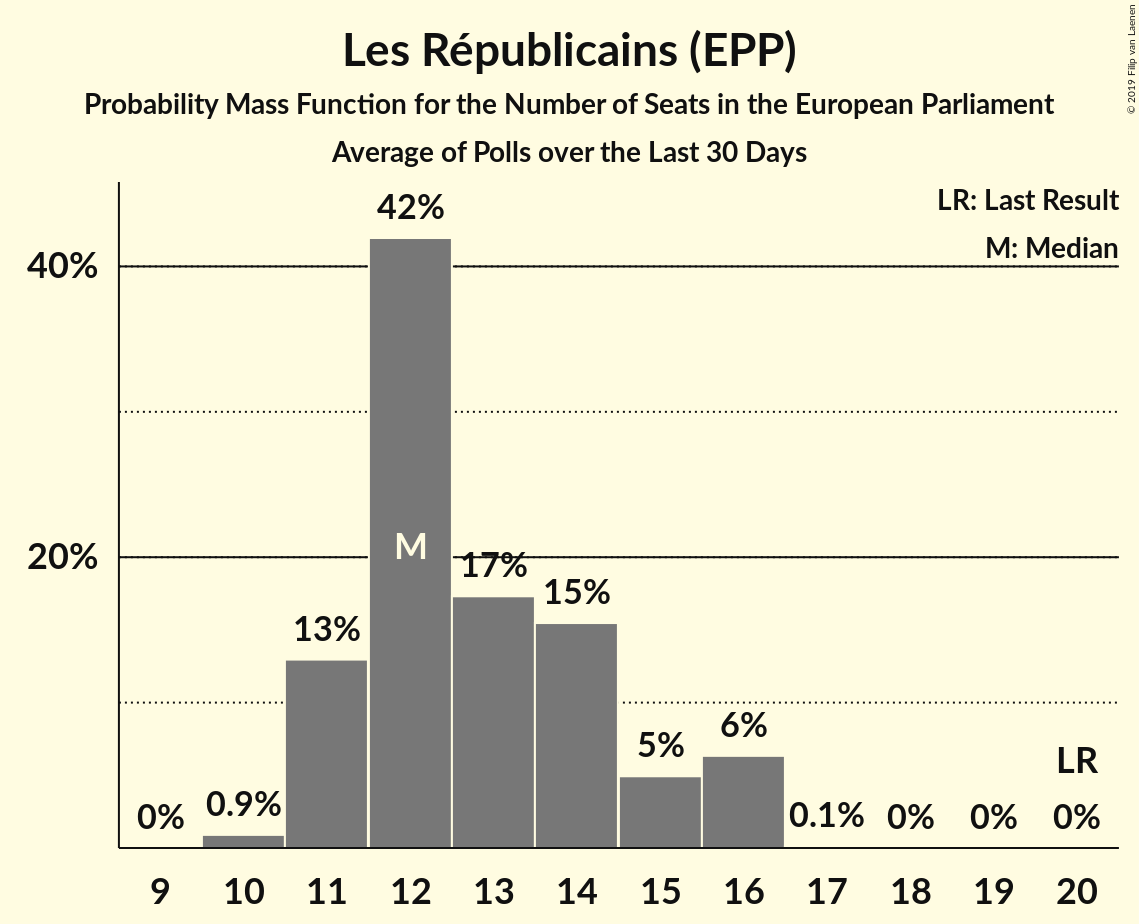 Les Républicains (EPP)
Probability Mass Function for the Number of Seats in the European Parliament
Average of Polls over the Last 30 Days
© 2019 Filip van Laenen
LR: Last Result
M: Median
40%
20%
0%
0.9%
13%
42%
M
17%
15%
5%
6%
0.1%
0%
0%
LR
0%
9 10 11 12 13 14 15 16 17 18 19 20